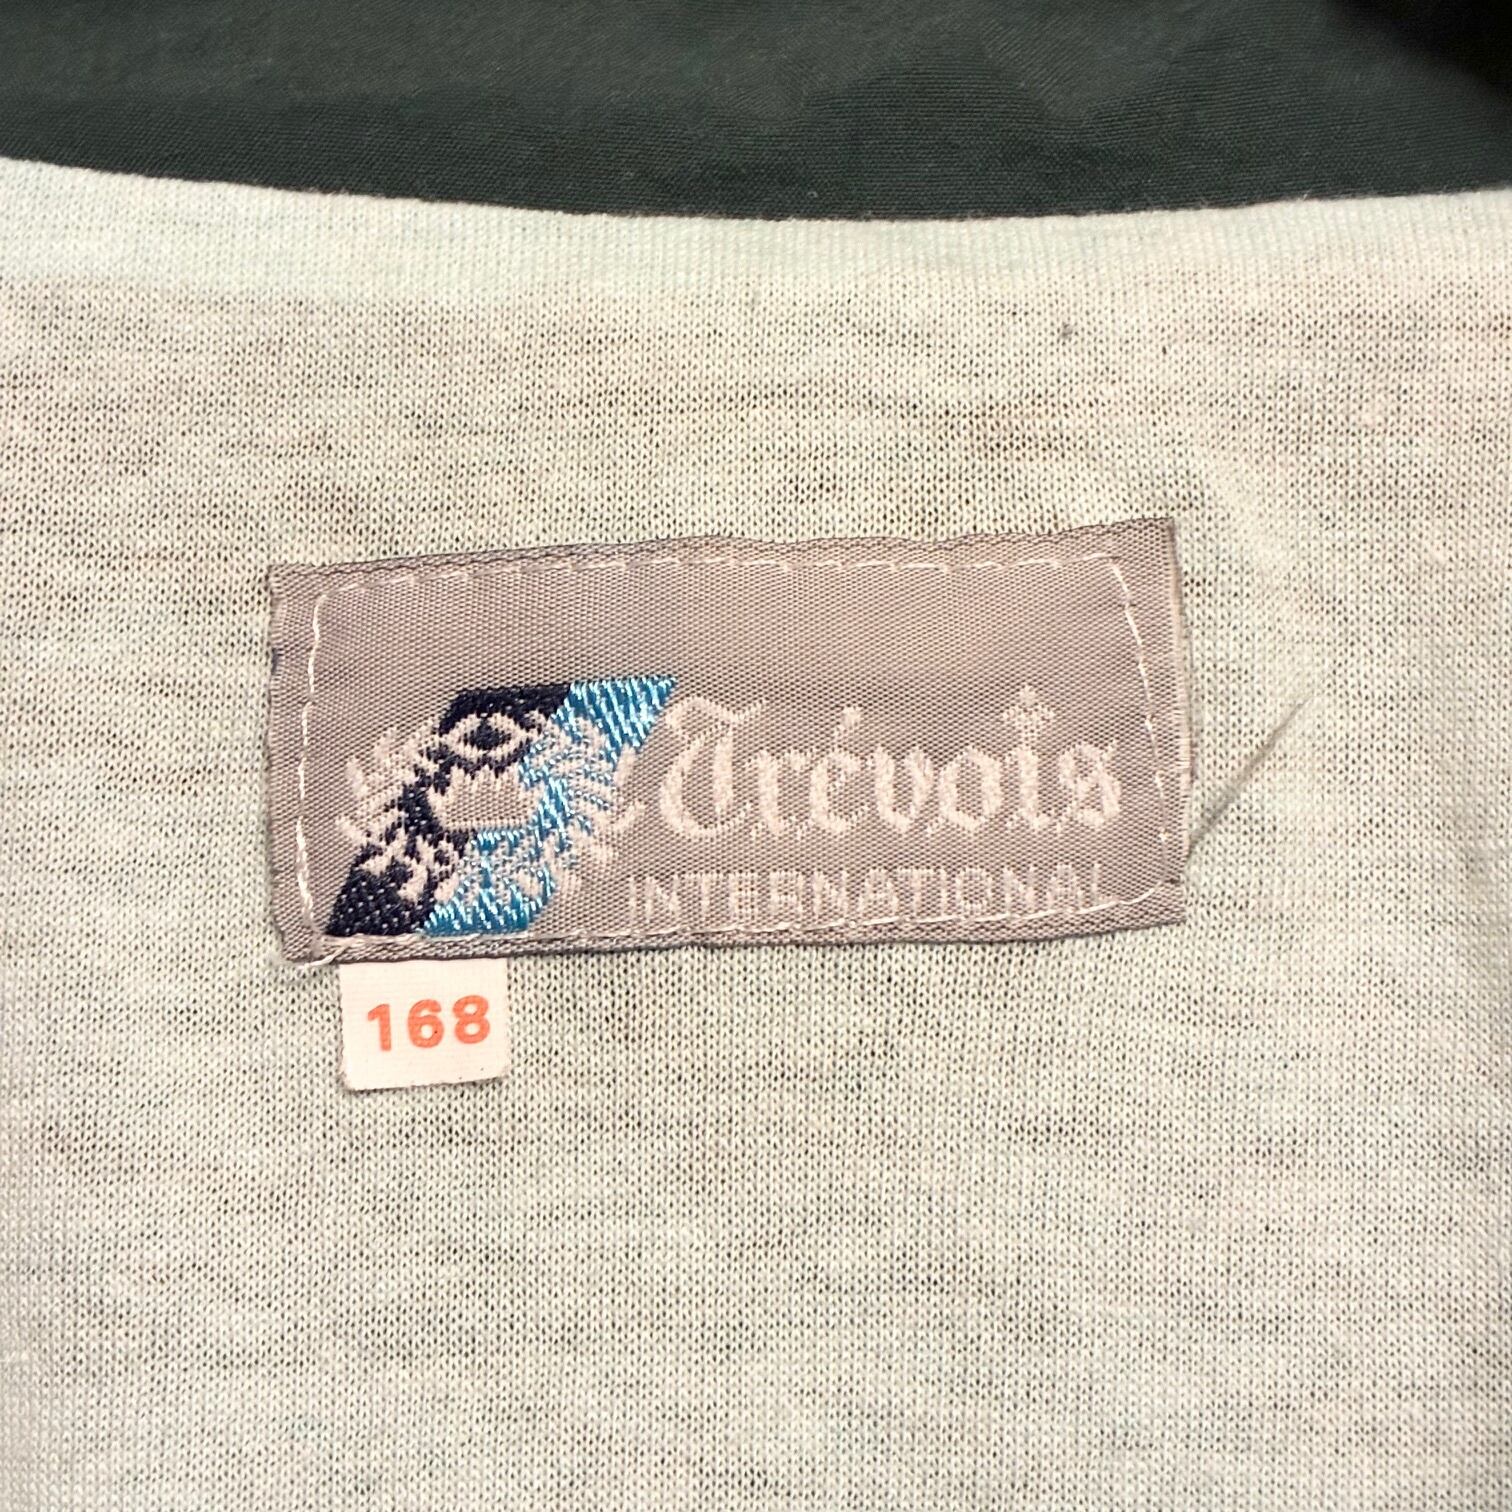 Trévois
INTERNATIONAL
168